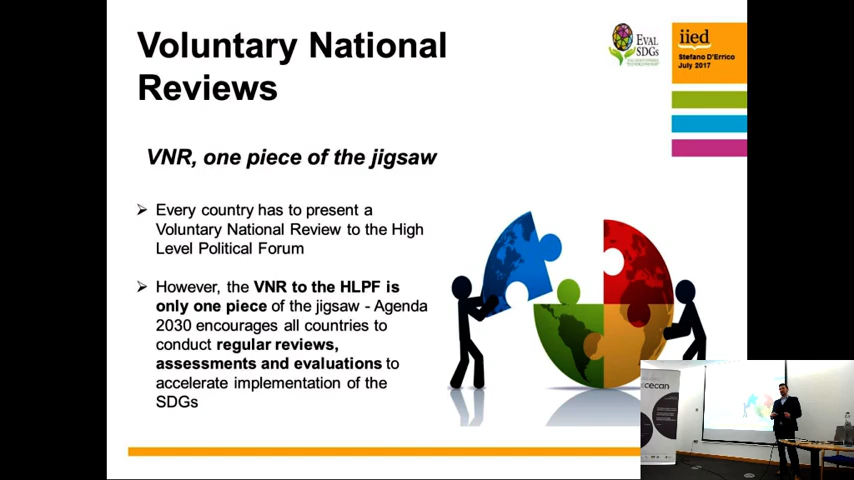 Voluntary National
Reviews
EVAL
SDGs
iied
Stefano D'Errico
July 2017
VNR, one piece of the jigsaw
➢ Every country has to present a
Voluntary National Review to the High
Level Political Forum
➢ However, the VNR to the HLPF is
only one piece of the jigsaw - Agenda
2030 encourages all countries to
conduct regular reviews,
assessments and evaluations to
accelerate implementation of the
SDGs
cecan